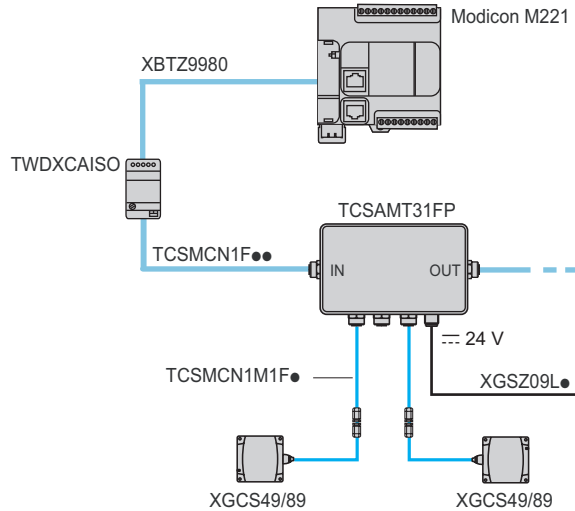 Modicon M221
XBTZ9980
TWDXCAISO
TCSAMT31FP
TCSMCN1F●●
IN
OUT
24 V
TCSMCN1M1F●
XGSZ09L●
XGCS49/89
XGCS49/89